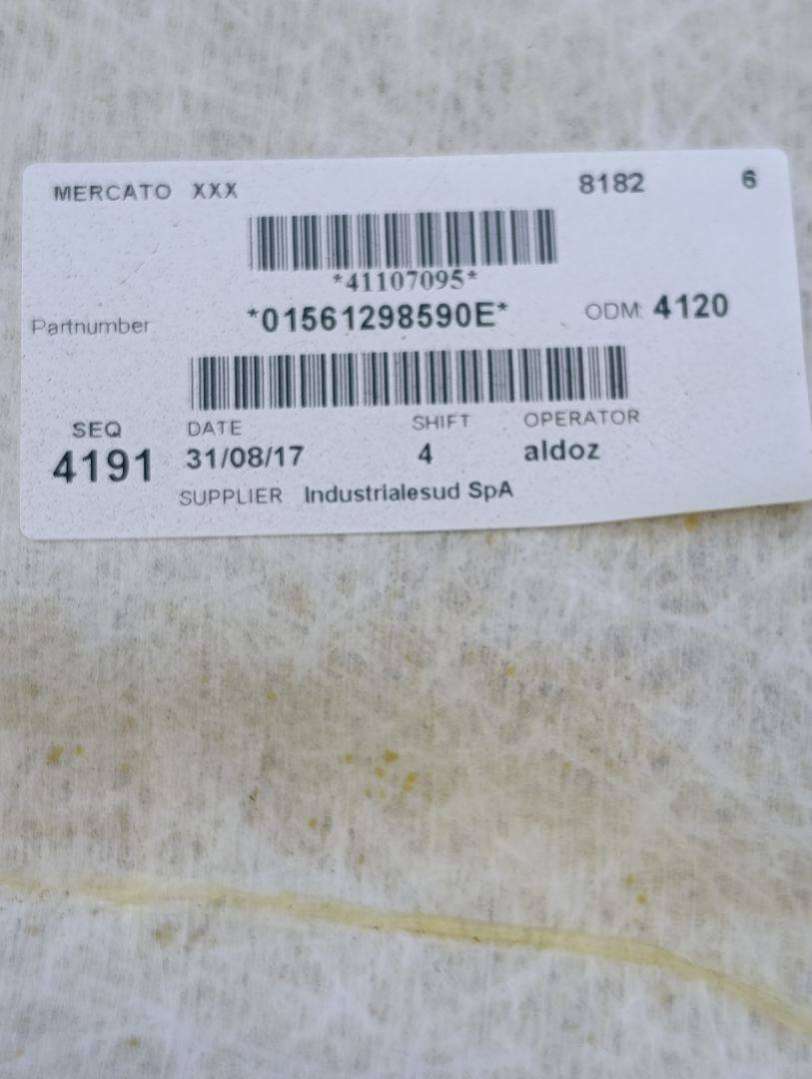 MERCATO XXX 8182 6
*41107095*
Partnumber *01561298590E* ODM: 4120
SEQ DATE SHIFT OPERATOR
4191 31/08/17 4 aldoz
SUPPLIER Industrialesud SpA